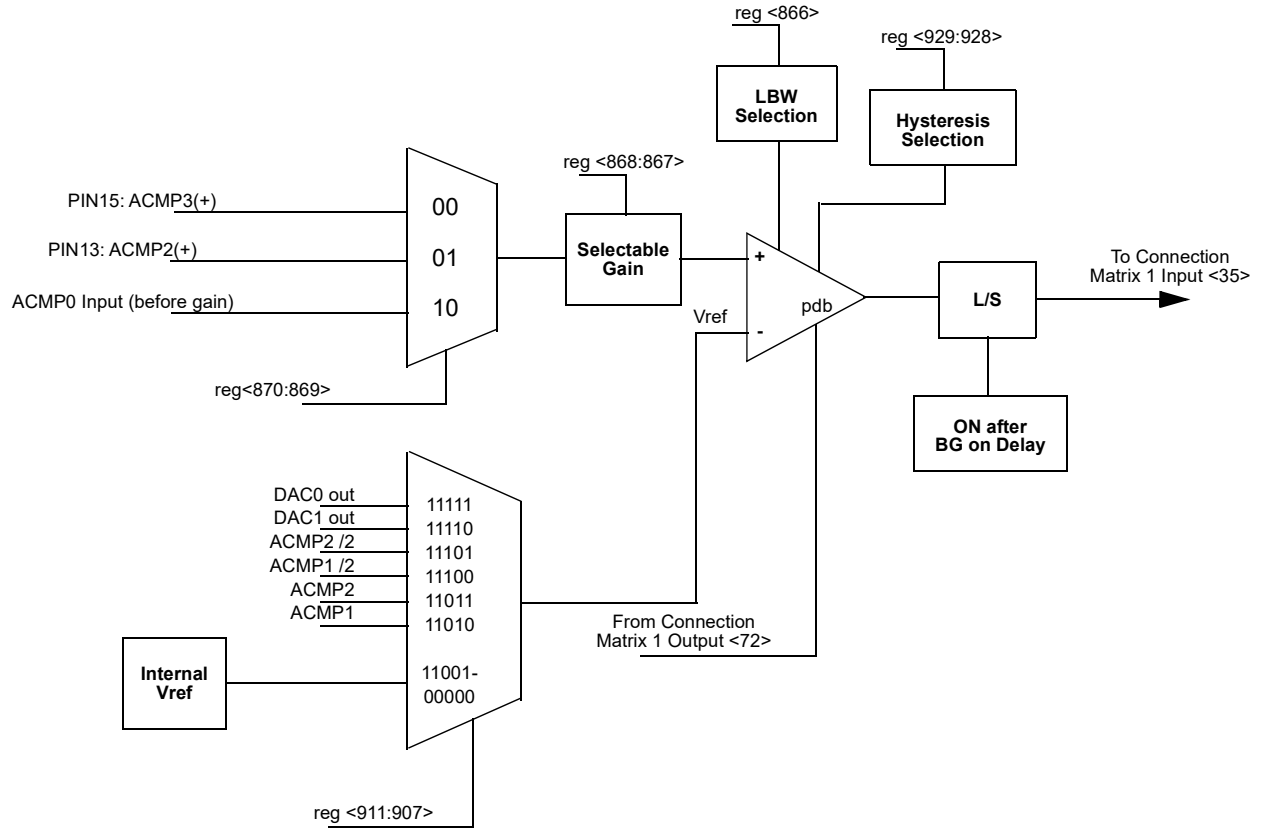 reg <866>
reg <929:928>
LBW
Selection
Hysteresis
Selection
reg <868:867>
PIN15: ACMP3(+)
00
PIN13: ACMP2(+)
01
ACMP0 Input (before gain)
10
Selectable
Gain
+
-
pdb
Vref
L/S
To Connection
Matrix 1 Input <35>
reg<870:869>
ON after
BG on Delay
DAC0 out
11111
DAC1 out
11110
ACMP2 /2
11101
ACMP1 /2
11100
ACMP2
11011
ACMP1
11010
From Connection
Matrix 1 Output <72>
Internal
Vref
11001-
00000
reg <911:907>